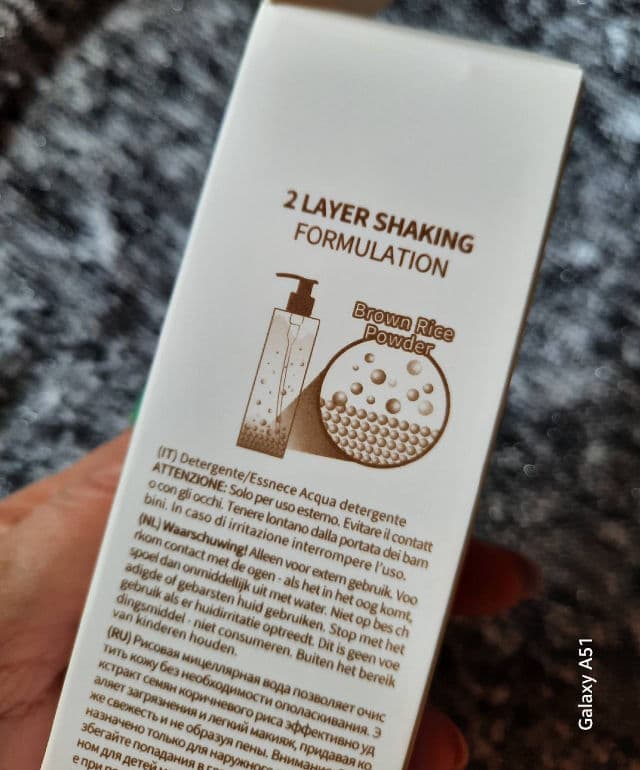 2 LAYER SHAKING
FORMULATION
Brown Rice
Powder
(IT) Detergente/Essnece Acqua detergente
ATTENZIONE: Solo per uso esterno. Evitare il contatt
o con gli occhi. Tenere lontano dalla portata dei bam
bini. In caso di irritazione interrompere l'uso.
(NL) Waarschuwing! Alleen voor extern gebruik. Voo
rkom contact met de ogen - als het in het oog komt,
spoel dan onmiddellijk uit met water. Niet op bes ch
adigde of gebarsten huid gebruiken. Stop met het
gebruik als er huidirritatie optreedt. Dit is geen voe
dingsmiddel - niet consumeren. Buiten het bereik
van kinderen houden.
(RU) Рисовая мицеллярная вода позволяет очис
тить кожу без необходимости ополаскивания. Э
кстракт семян коричневого риса эффективно уд
аляет загрязнения и легкий макияж, придавая ко
же свежесть и не образуя пены. Внимание:
назначено только для наружного
збегайте попадания в
ном для детей
е при
Galaxy A51